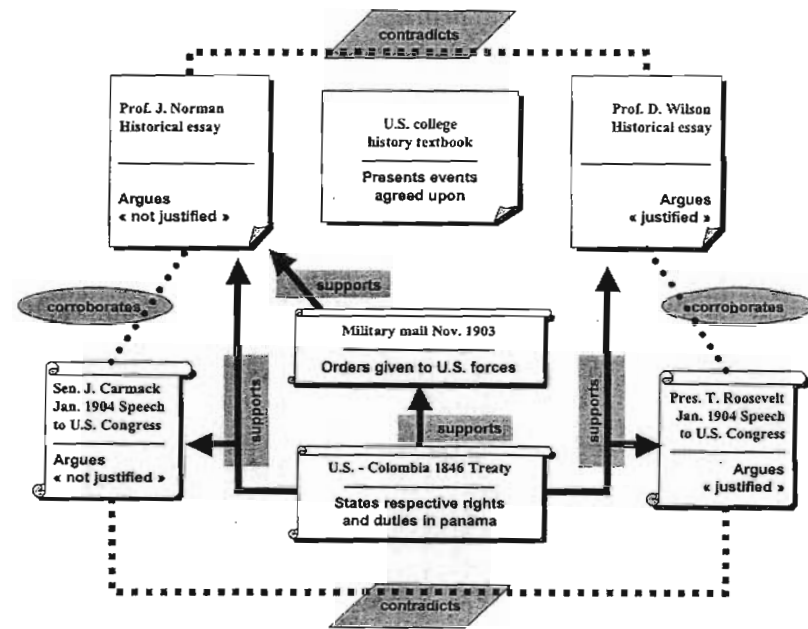 contradicts
Prof. J. Norman
Historical essay
Argues
« not justified »
U.S. college
history textbook
Presents events
agreed upon
Prof. D. Wilson
Historical essay
Argues
« justified »
supports
corroborates
corroborates
Military mail Nov. 1903
Orders given to U.S. forces
Sen. J. Carmack
Jan. 1904 Speech
to U.S. Congress
Argues
« not justified »
supports
supports
supports
Pres. T. Roosevelt
Jan. 1904 Speech
to U.S. Congress
Argues
« justified »
U.S. - Colombia 1846 Treaty
States respective rights
and duties in panama
contradicts